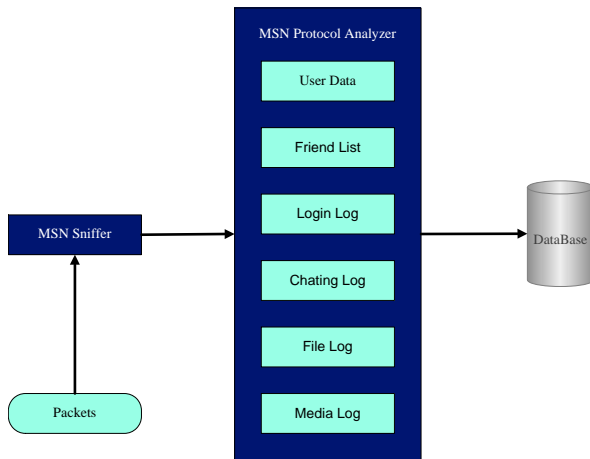 MSN Protocol Analyzer
User Data
Friend List
Login Log
MSN Sniffer
DataBase
Chating Log
File Log
Packets
Media Log